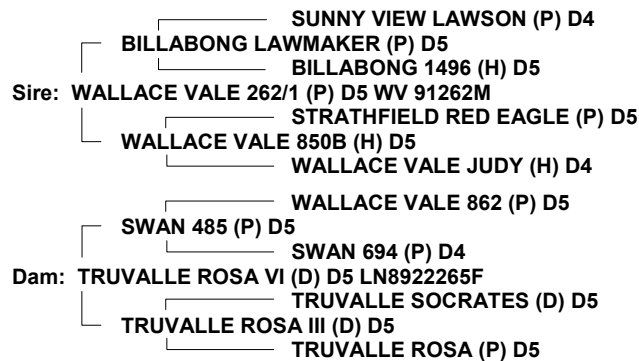 SUNNY VIEW LAWSON (P) D4
BILLABONG LAWMAKER (P) D5
BILLABONG 1496 (H) D5
Sire: WALLACE VALE 262/1 (P) D5 WV 91262M
STRATHFIELD RED EAGLE (P) D5
WALLACE VALE 850B (H) D5
WALLACE VALE JUDY (H) D4
WALLACE VALE 862 (P) D5
SWAN 485 (P) D5
SWAN 694 (P) D4
Dam: TRUVALLE ROSA VI (D) D5 LN8922265F
TRUVALLE SOCRATES (D) D5
TRUVALLE ROSA III (D) D5
TRUVALLE ROSA (P) D5